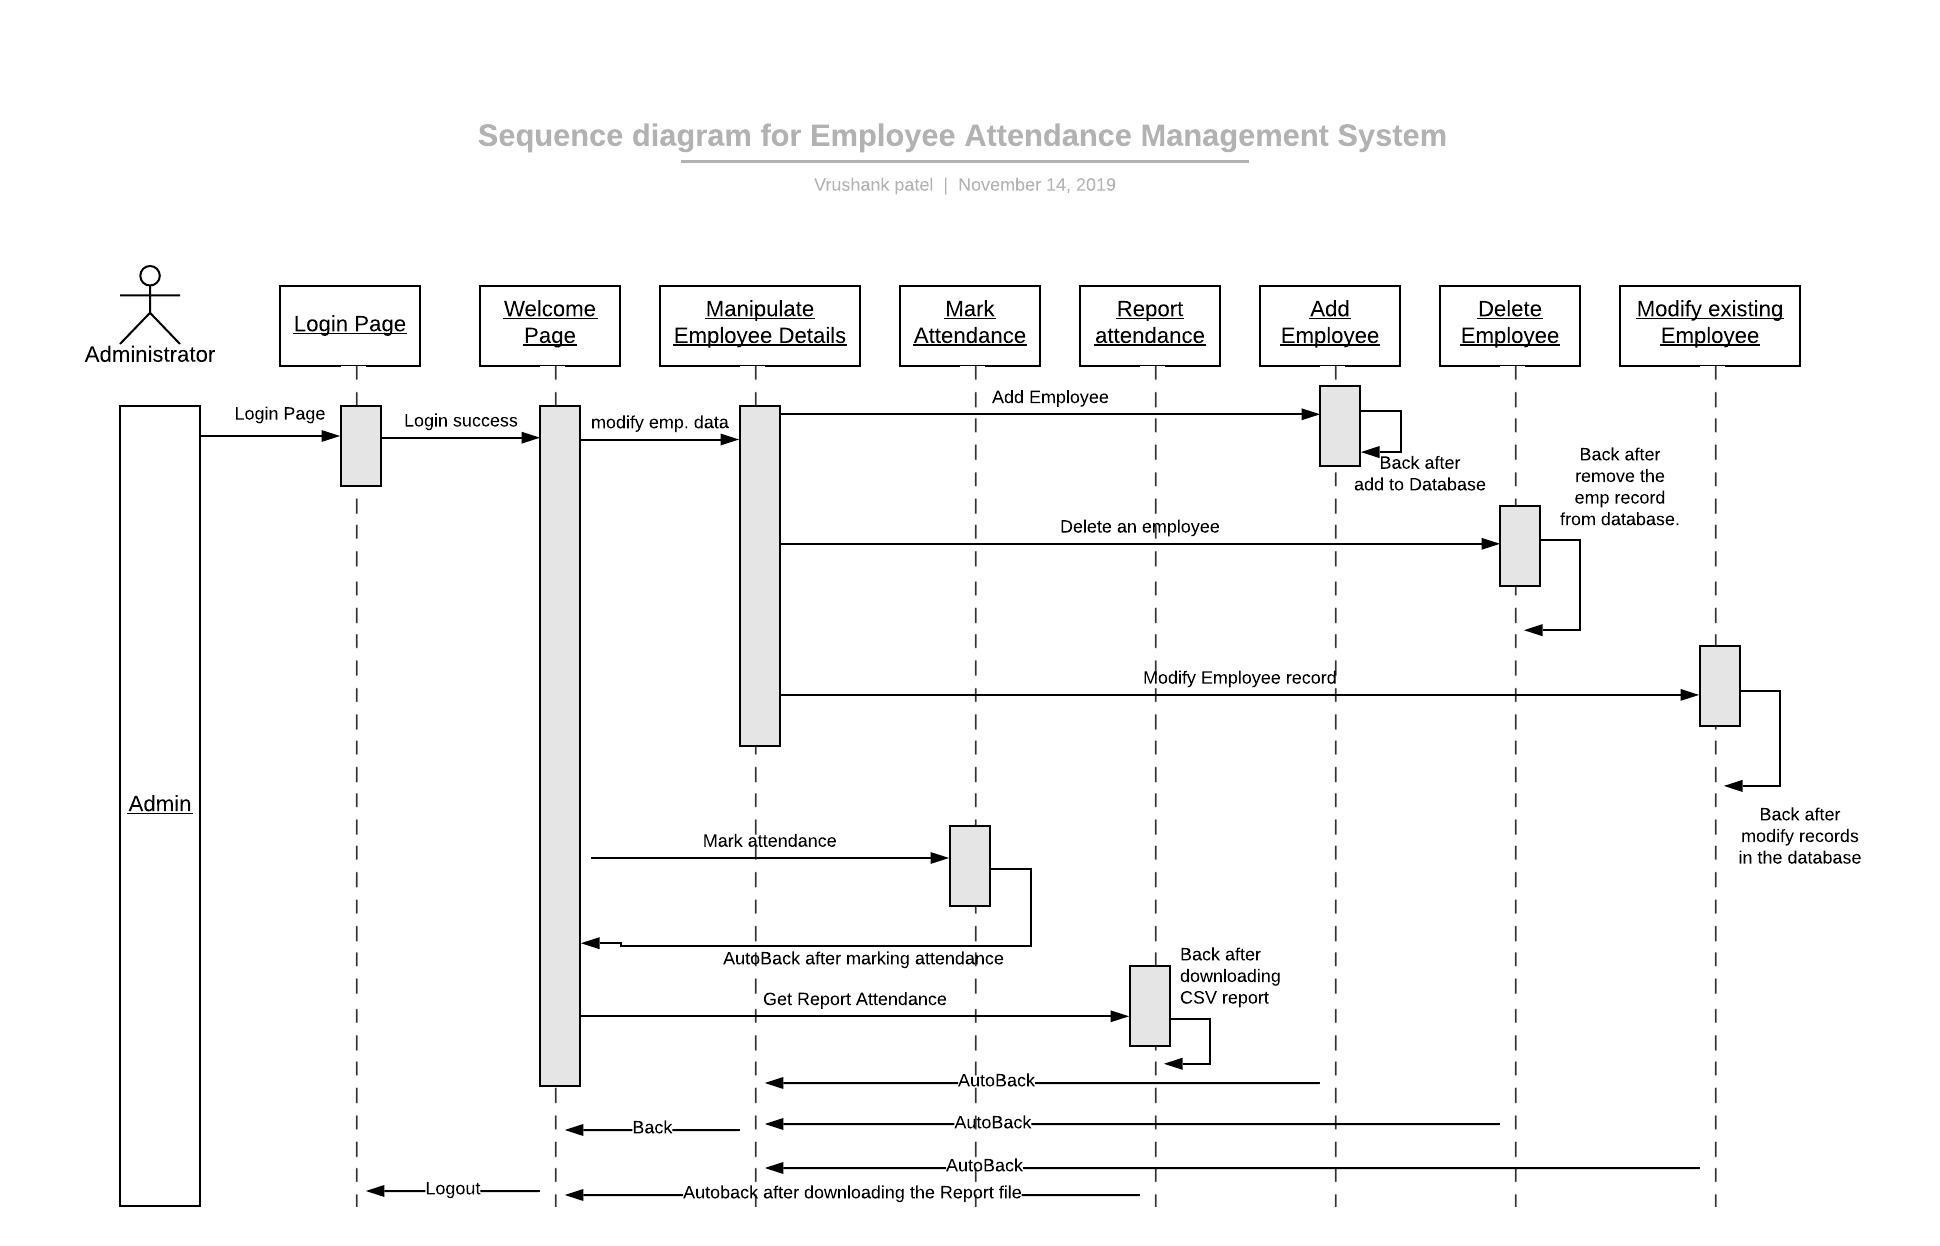 Sequence diagram for Employee Attendance Management System
Vrushank patel | November 14, 2019
Administrator
Login Page
Welcome
Page
Manipulate
Employee Details
Mark
Attendance
Report
attendance
Add
Employee
Delete
Employee
Modify existing
Employee
Login Page
Login success
modify emp. data
Add Employee
Back after
add to Database
Back after
remove the
emp record
from database.
Delete an employee
Modify Employee record
Admin
Back after
modify records
in the database
Mark attendance
AutoBack after marking attendance
Back after
downloading
CSV report
Get Report Attendance
AutoBack
AutoBack
Back
AutoBack
Logout
Autoback after downloading the Report file